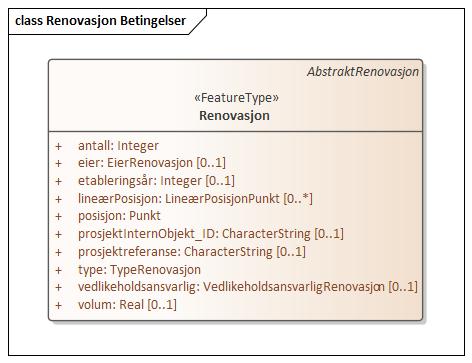 class Renovasjon Betingelser
AbstraktRenovasjon
«FeatureType»
Renovasjon
+ antall: Integer
+ eier: EierRenovasjon [0..1]
+ etableringsår: Integer [0..1]
+ lineærPosisjon: LineærPosisjonPunkt [0..*]
+ posisjon: Punkt
+ prosjektInternObjekt_ID: CharacterString [0..1]
+ prosjektreferanse: CharacterString [0..1]
+ type: TypeRenovasjon
+ vedlikeholdsansvarlig: VedlikeholdsansvarligRenovasjon [0..1]
+ volum: Real [0..1]